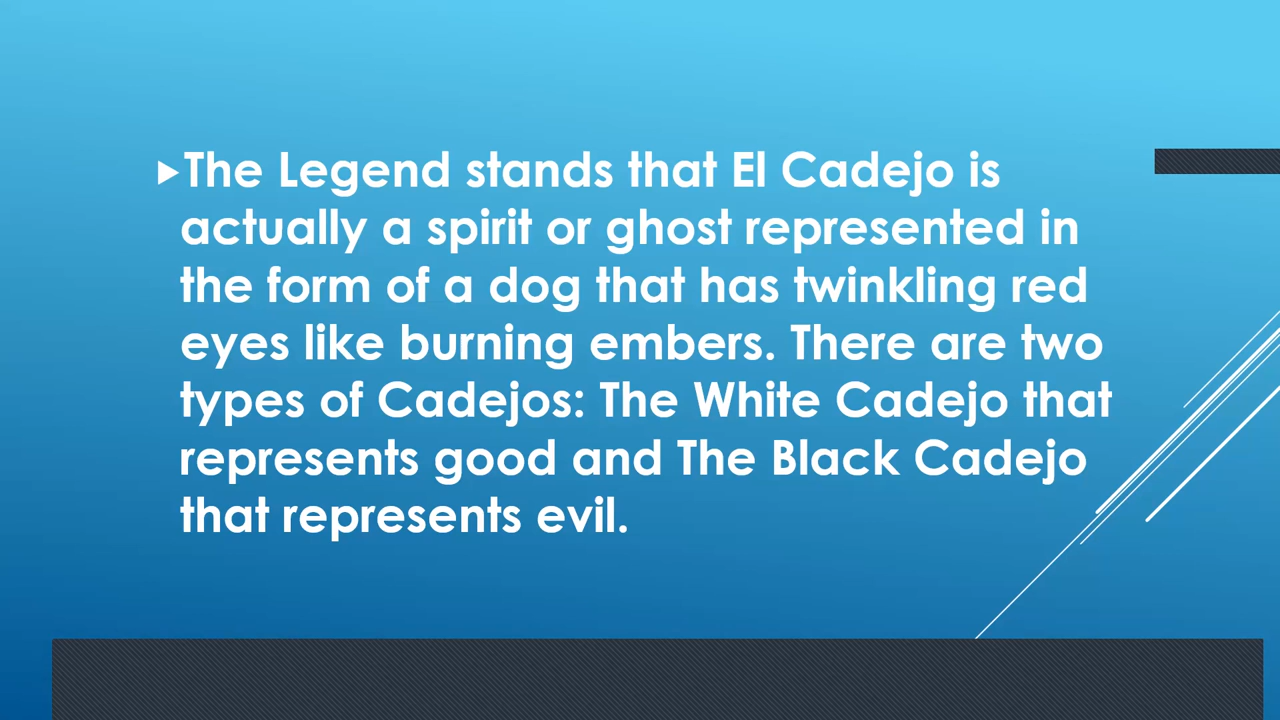 The Legend stands that El Cadejo is
actually a spirit or ghost represented in
the form of a dog that has twinkling red
eyes like burning embers. There are two
types of Cadejos: The White Cadejo that
represents good and The Black Cadejo
that represents evil.